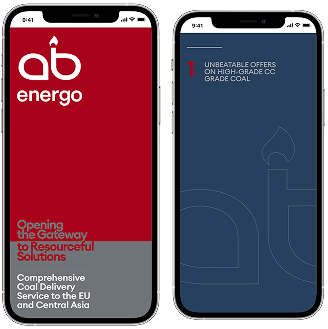 9:41
ab
energo
Opening
the Gateway
to Resourceful
Solutions
Comprehensive
Coal Delivery
Service to the EU
and Central Asia
9:41
1
UNBEATABLE OFFERS
ON HIGH-GRADE CC
GRADE COAL